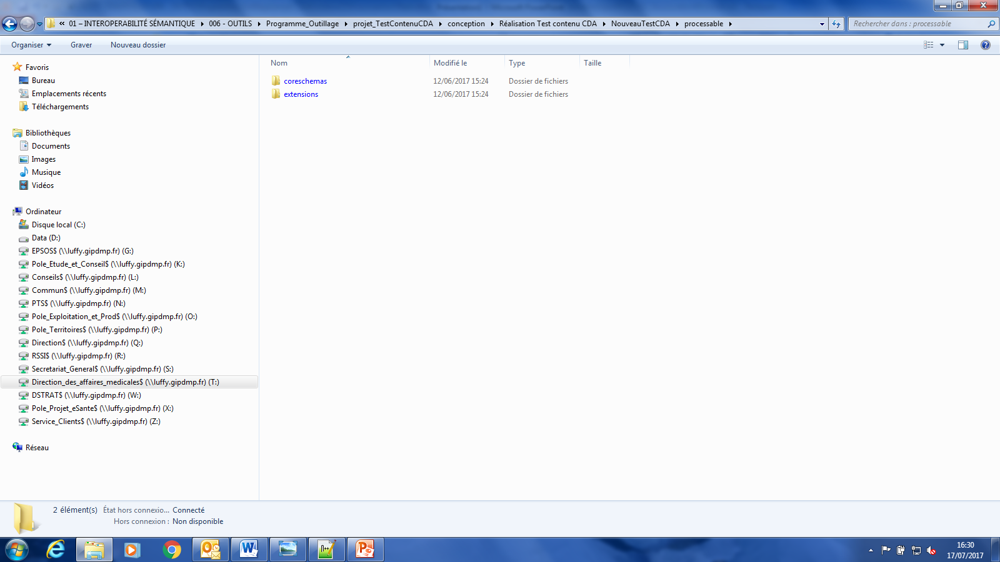 « 01 – INTEROPERABILITÉ SÉMANTIQUE 006 - OUTILS Programme_Outillage projet_TestContenuCDA conception Réalisation Test contenu CDA NouveauTestCDA processable Rechercher dans : processable
Organiser Graver Nouveau dossier
Nom Modifié le Type Taille
coreschemas 12/06/2017 15:24 Dossier de fichiers
extensions 12/06/2017 15:24 Dossier de fichiers
Favoris
Bureau
Emplacements récents
Téléchargements
Bibliothèques
Documents
Images
Musique
Vidéos
Ordinateur
Disque local (C:)
Data (D:)
EPSOS$ (\\luffy.gipdmp.fr) (G:)
Pole_Etude_et_Conseil$ (\\luffy.gipdmp.fr) (K:)
Conseils$ (\\luffy.gipdmp.fr) (L:)
Commun$ (\\luffy.gipdmp.fr) (M:)
PTS$ (\\luffy.gipdmp.fr) (N:)
Pole_Exploitation_et_Prod$ (\\luffy.gipdmp.fr) (O:)
Pole_Territoires$ (\\luffy.gipdmp.fr) (P:)
Direction$ (\\luffy.gipdmp.fr) (Q:)
RSSI$ (\\luffy.gipdmp.fr) (R:)
Secretariat_General$ (\\luffy.gipdmp.fr) (S:)
Direction_des_affaires_medicales$ (\\luffy.gipdmp.fr) (T:)
DSTRAT$ (\\luffy.gipdmp.fr) (W:)
Pole_Projet_eSante$ (\\luffy.gipdmp.fr) (X:)
Service_Clients$ (\\luffy.gipdmp.fr) (Z:)
Réseau
2 élément(s) État hors connexio... Connecté
Hors connexion : Non disponible
16:30
17/07/2017